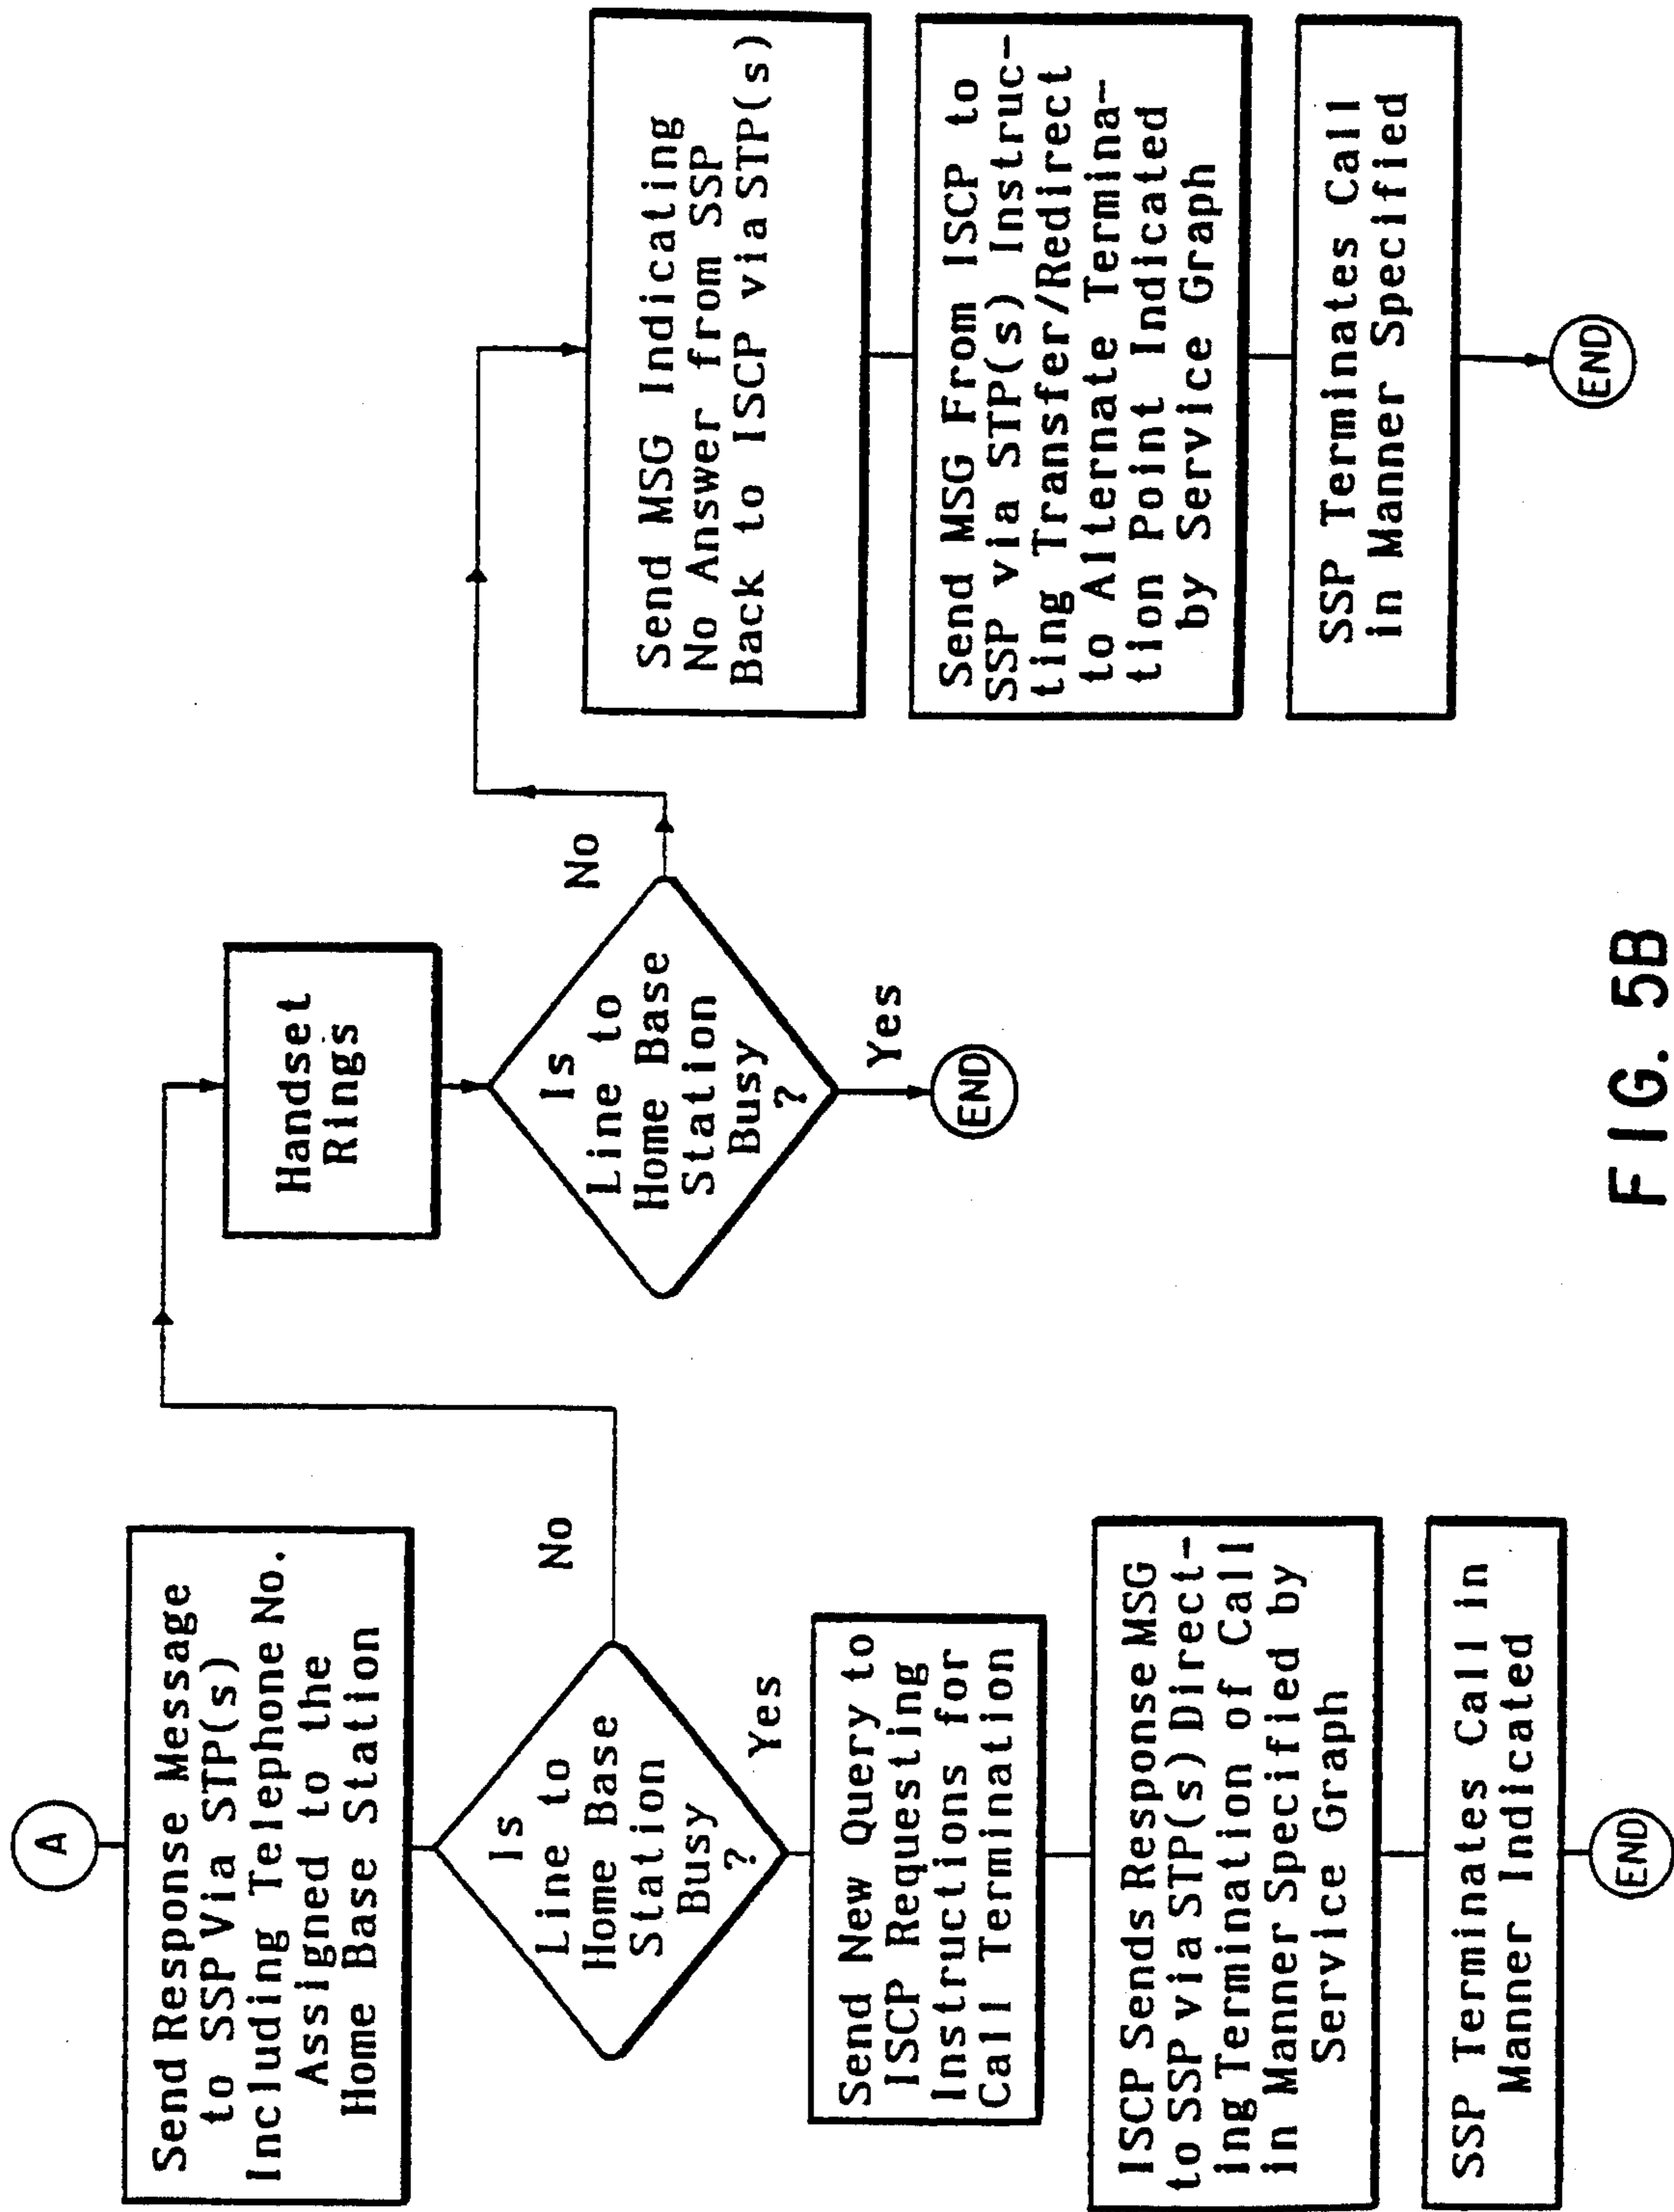 A
Send Response Message
to SSP Via STP(s)
Including Telephone No.
Assigned to the
Home Base Station
Is
Line to
Home Base
Station
Busy
?
No
Yes
Send New Query to
ISCP Requesting
Instructions for
Call Termination
ISCP Sends Response MSG
to SSP via STP(s) Direct-
ing Termination of Call
in Manner Specified by
Service Graph
SSP Terminates Call in
Manner Indicated
END
Handset
Rings
Is
Line to
Home Base
Station
Busy
?
No
Yes
END
Send MSG Indicating
No Answer from SSP
Back to ISCP via STP(s)
Send MSG From ISCP to
SSP via STP(s) Instruc-
ting Transfer/Redirect
to Alternate Termina-
tion Point Indicated
by Service Graph
SSP Terminates Call
in Manner Specified
END
FIG. 5B